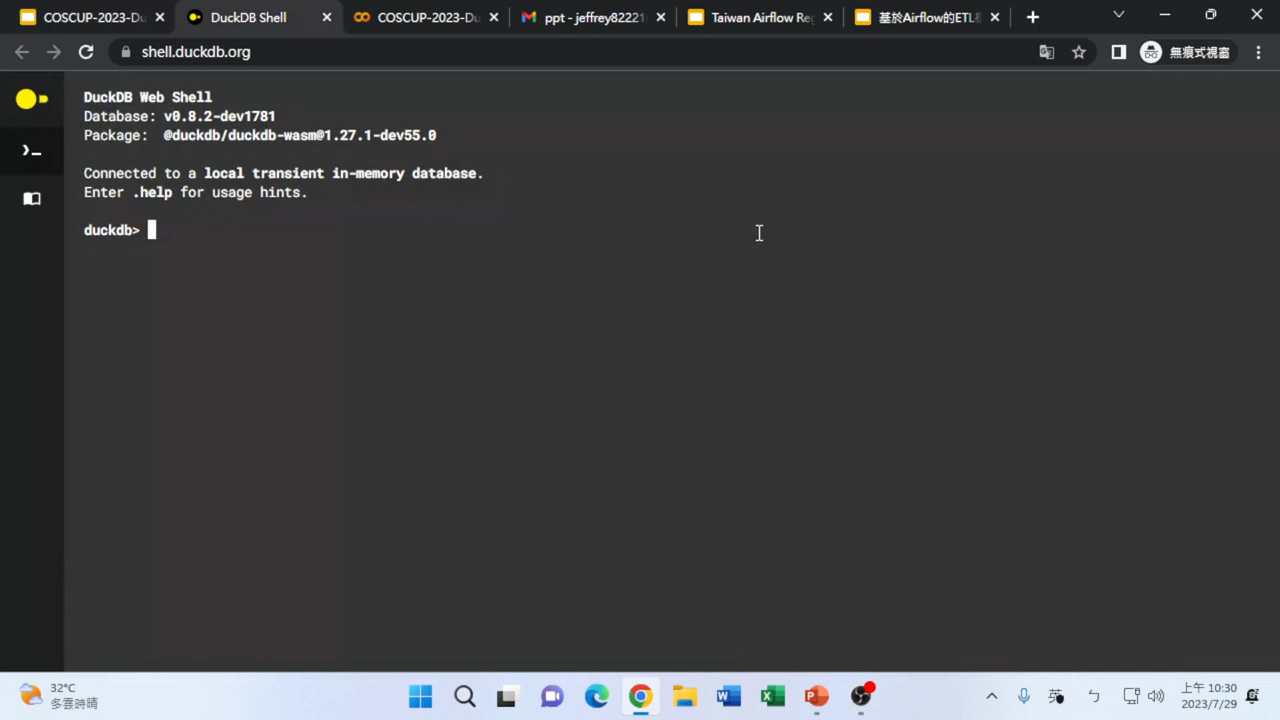 COSCUP-2023-D
DuckDB Shell
COSCUP-2023-Du
ppt - jeffrey82221
Taiwan Airflow Reg
基於Airflow的ETL
shell.duckdb.org
無痕式視窗
DuckDB Web Shell
Database: v0.8.2-dev1781
Package: @duckdb/duckdb-wasm@1.27.1-dev55.0
Connected to a local transient in-memory database.
Enter .help for usage hints.
duckdb>
32°C
多雲時晴
英
ㄅ
上午 10:30
2023/7/29